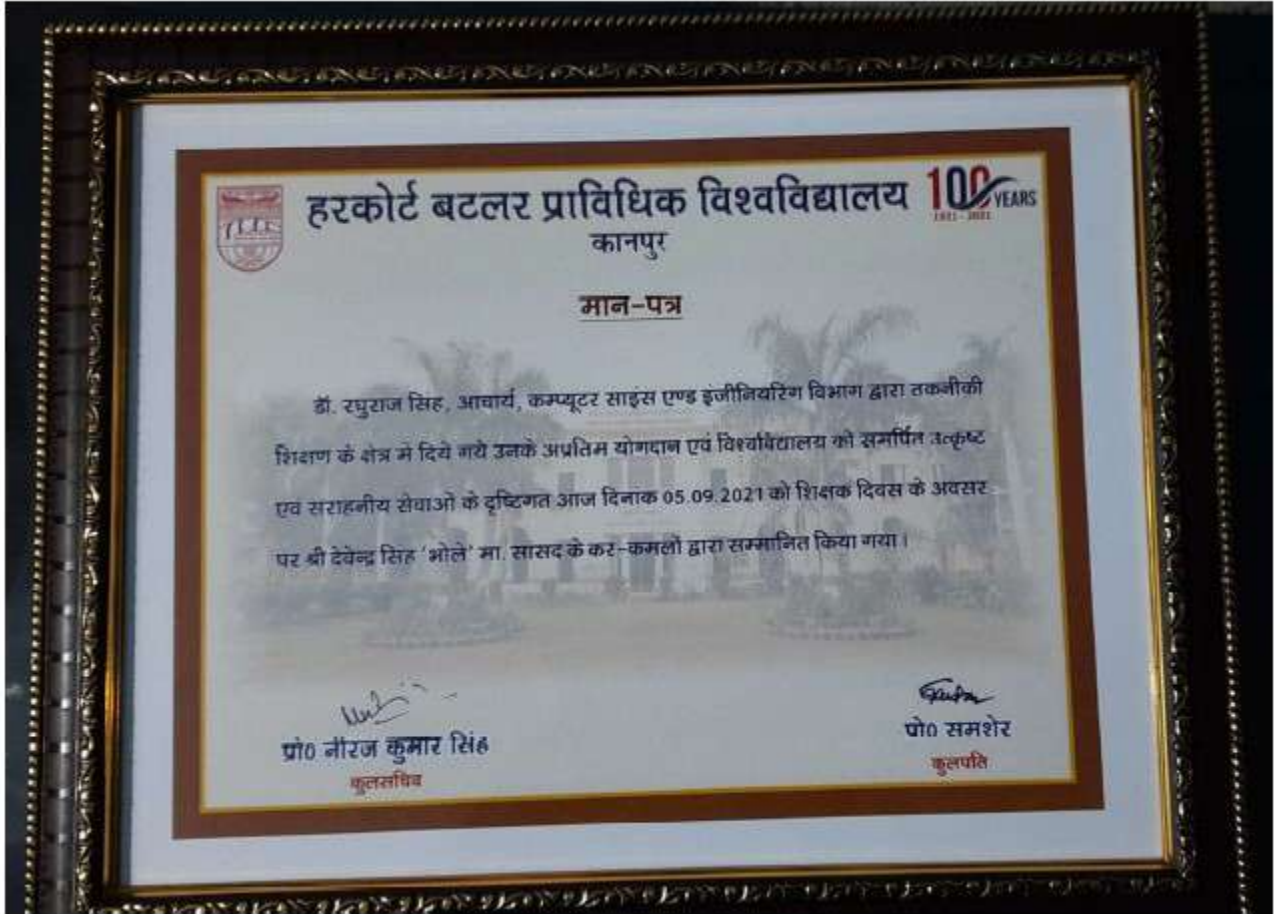 हरकोर्ट बटलर प्राविधिक विश्वविद्यालय
100 YEARS
1921 - 2021
कानपुर
मान-पत्र
डॉ. रघुराज सिंह, आचार्य, कम्प्यूटर साइंस एण्ड इंजीनियरिंग विभाग द्वारा तकनीकी
शिक्षण के क्षेत्र में दिये गये उनके अप्रतिम योगदान एवं विश्वविद्यालय को समर्पित उत्कृष्ट
एवं सराहनीय सेवाओं के दृष्टिगत आज दिनांक 05.09.2021 को शिक्षक दिवस के अवसर
पर श्री देवेन्द्र सिंह 'भोले' मा. सांसद के कर-कमलों द्वारा सम्मानित किया गया।
प्रो0 नीरज कुमार सिंह
कुलसचिव
प्रो0 समशेर
कुलपति